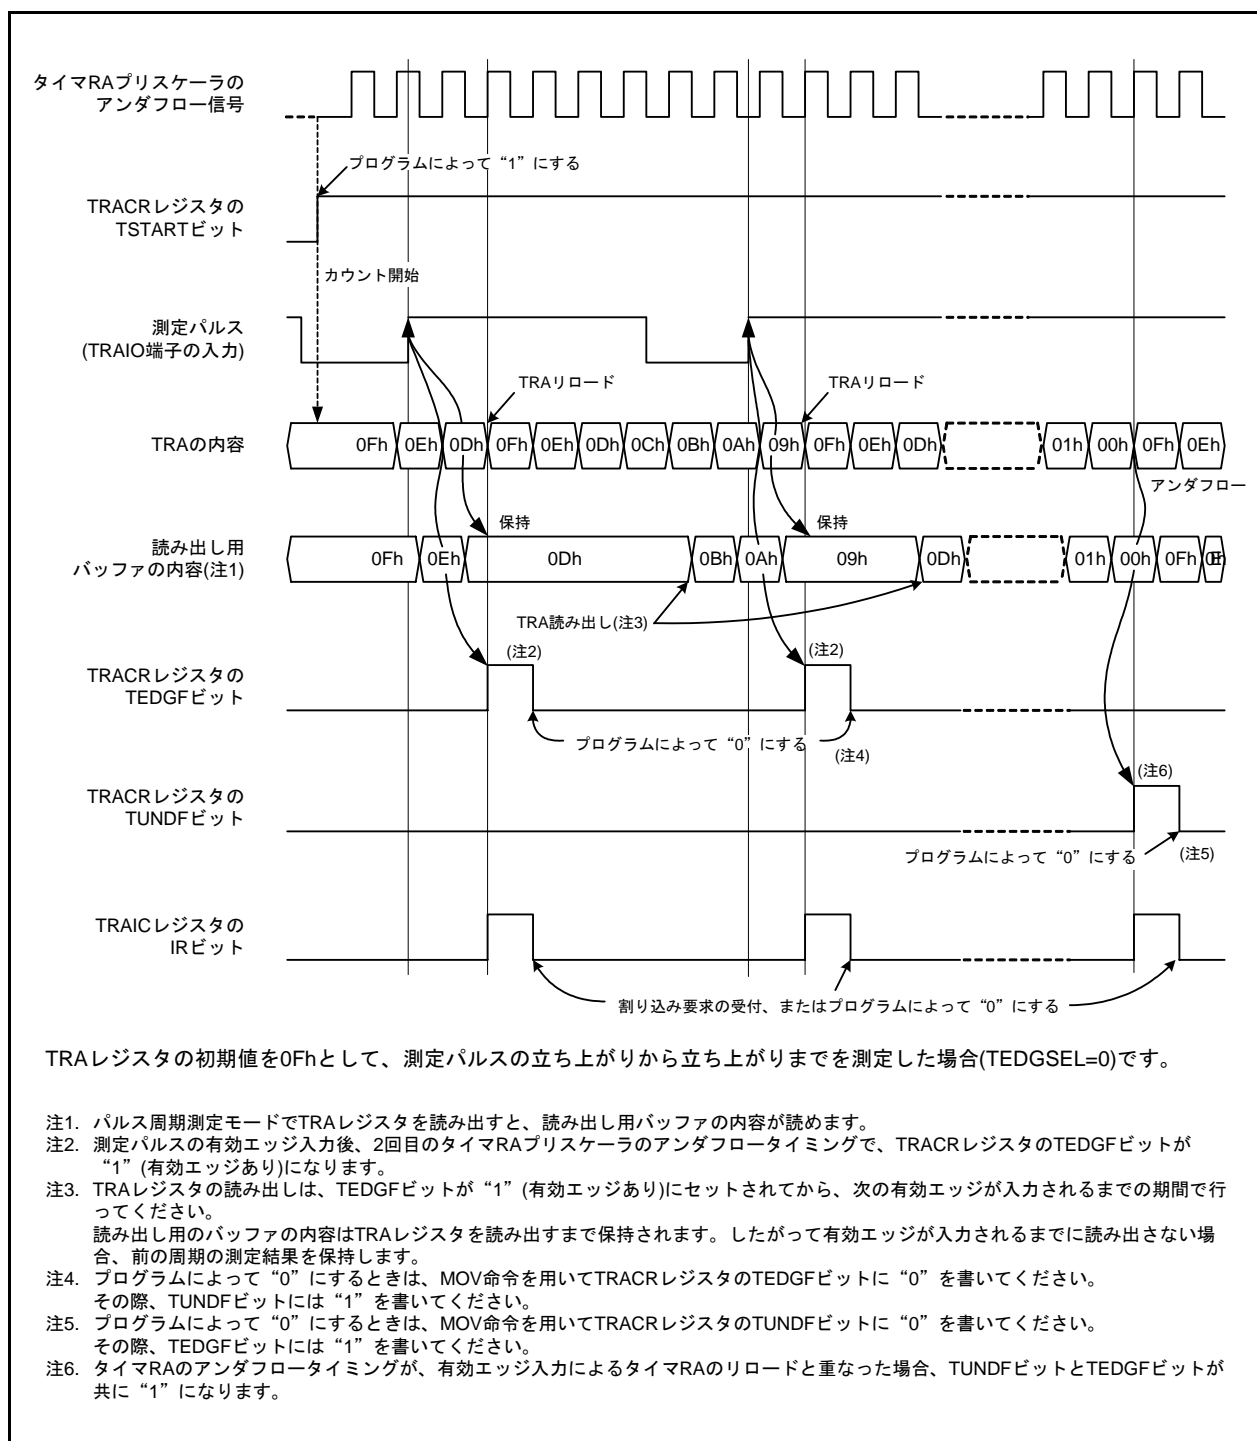 タイマRAプリスケーラの
アンダフロー信号
プログラムによって“1”にする
TRACRレジスタの
TSTARTビット
カウント開始
測定パルス
(TRAIO端子の入力)
TRAリロード
TRAリロード
TRAの内容
0Fh 0Eh 0Dh 0Fh 0Eh 0Dh 0Ch 0Bh 0Ah 09h 0Fh 0Eh 0Dh 01h 00h 0Fh 0Eh
アンダフロー
保持
保持
読み出し用
バッファの内容(注1)
0Fh 0Eh 0Dh 0Bh 0Ah 09h 0Dh 01h 00h 0Fh
TRA読み出し(注3)
(注2)
(注2)
TRACRレジスタの
TEDGFビット
プログラムによって“0”にする
(注4)
(注6)
TRACRレジスタの
TUNDFビット
プログラムによって“0”にする
(注5)
TRAICレジスタの
IRビット
割り込み要求の受付、またはプログラムによって“0”にする
TRAレジスタの初期値を0Fhとして、測定パルスの立ち上がりから立ち上がりまでを測定した場合(TEDGSEL=0)です。
注1. パルス周期測定モードでTRAレジスタを読み出すと、読み出し用バッファの内容が読めます。
注2. 測定パルスの有効エッジ入力後、2回目のタイマRAプリスケーラのアンダフロータイミングで、TRACRレジスタのTEDGFビットが
“1”(有効エッジあり)になります。
注3. TRAレジスタの読み出しは、TEDGFビットが“1”(有効エッジあり)にセットされてから、次の有効エッジが入力されるまでの期間で行
ってください。
読み出し用のバッファの内容はTRAレジスタを読み出すまで保持されます。したがって有効エッジが入力されるまでに読み出さない場
合、前の周期の測定結果を保持します。
注4. プログラムによって“0”にするときは、MOV命令を用いてTRACRレジスタのTEDGFビットに“0”を書いてください。
その際、TUNDFビットには“1”を書いてください。
注5. プログラムによって“0”にするときは、MOV命令を用いてTRACRレジスタのTUNDFビットに“0”を書いてください。
その際、TEDGFビットには“1”を書いてください。
注6. タイマRAのアンダフロータイミングが、有効エッジ入力によるタイマRAのリロードと重なった場合、TUNDFビットとTEDGFビットが
共に“1”になります。